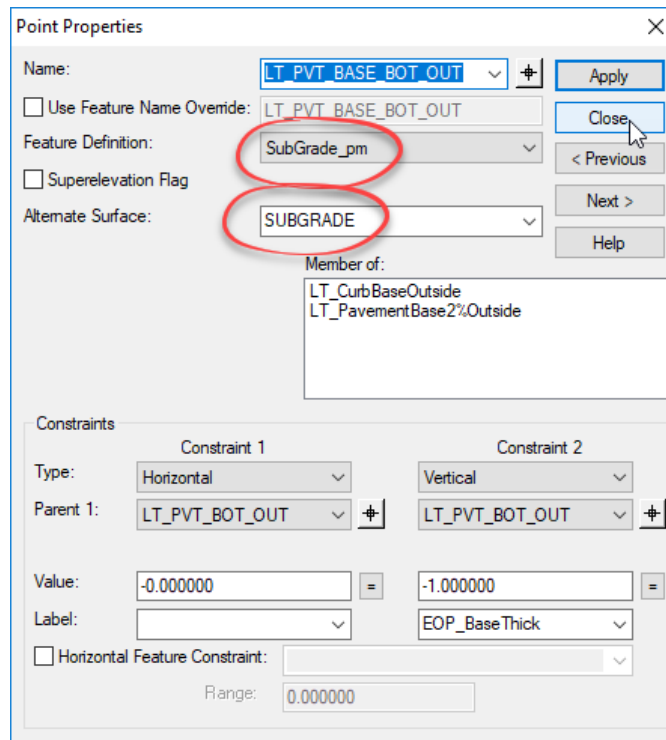 Point Properties
Name: LT_PVT_BASE_BOT_OUT Apply
Use Feature Name Override: LT_PVT_BASE_BOT_OUT Close
Feature Definition: SubGrade_pm < Previous
Superelevation Flag Next >
Alternate Surface: SUBGRADE Help
Member of:
LT_CurbBaseOutside
LT_PavementBase2%Outside
Constraints
Constraint 1 Constraint 2
Type: Horizontal Vertical
Parent 1: LT_PVT_BOT_OUT LT_PVT_BOT_OUT
Value: -0.000000 = -1.000000 =
Label: EOP_BaseThick
Horizontal Feature Constraint:
Range: 0.000000